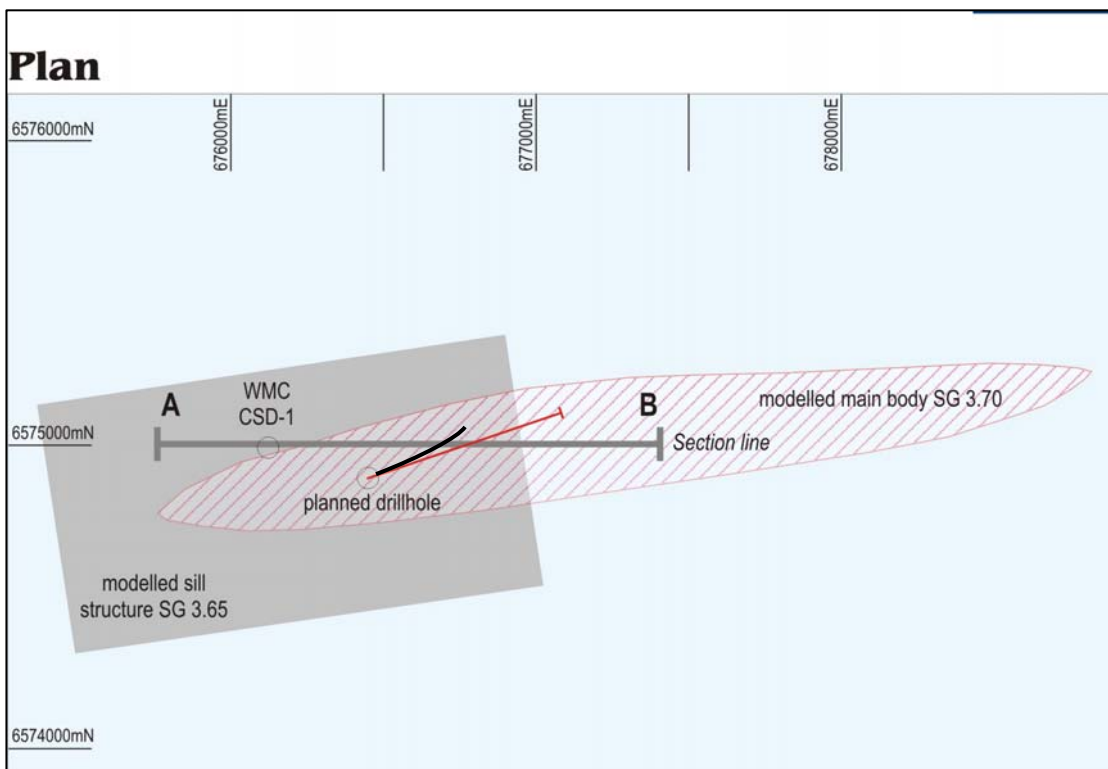 Plan
676000mE
677000mE
678000mE
6576000mN
WMC
CSD-1
A
B
modelled main body SG 3.70
6575000mN
Section line
planned drillhole
modelled sill
structure SG 3.65
6574000mN